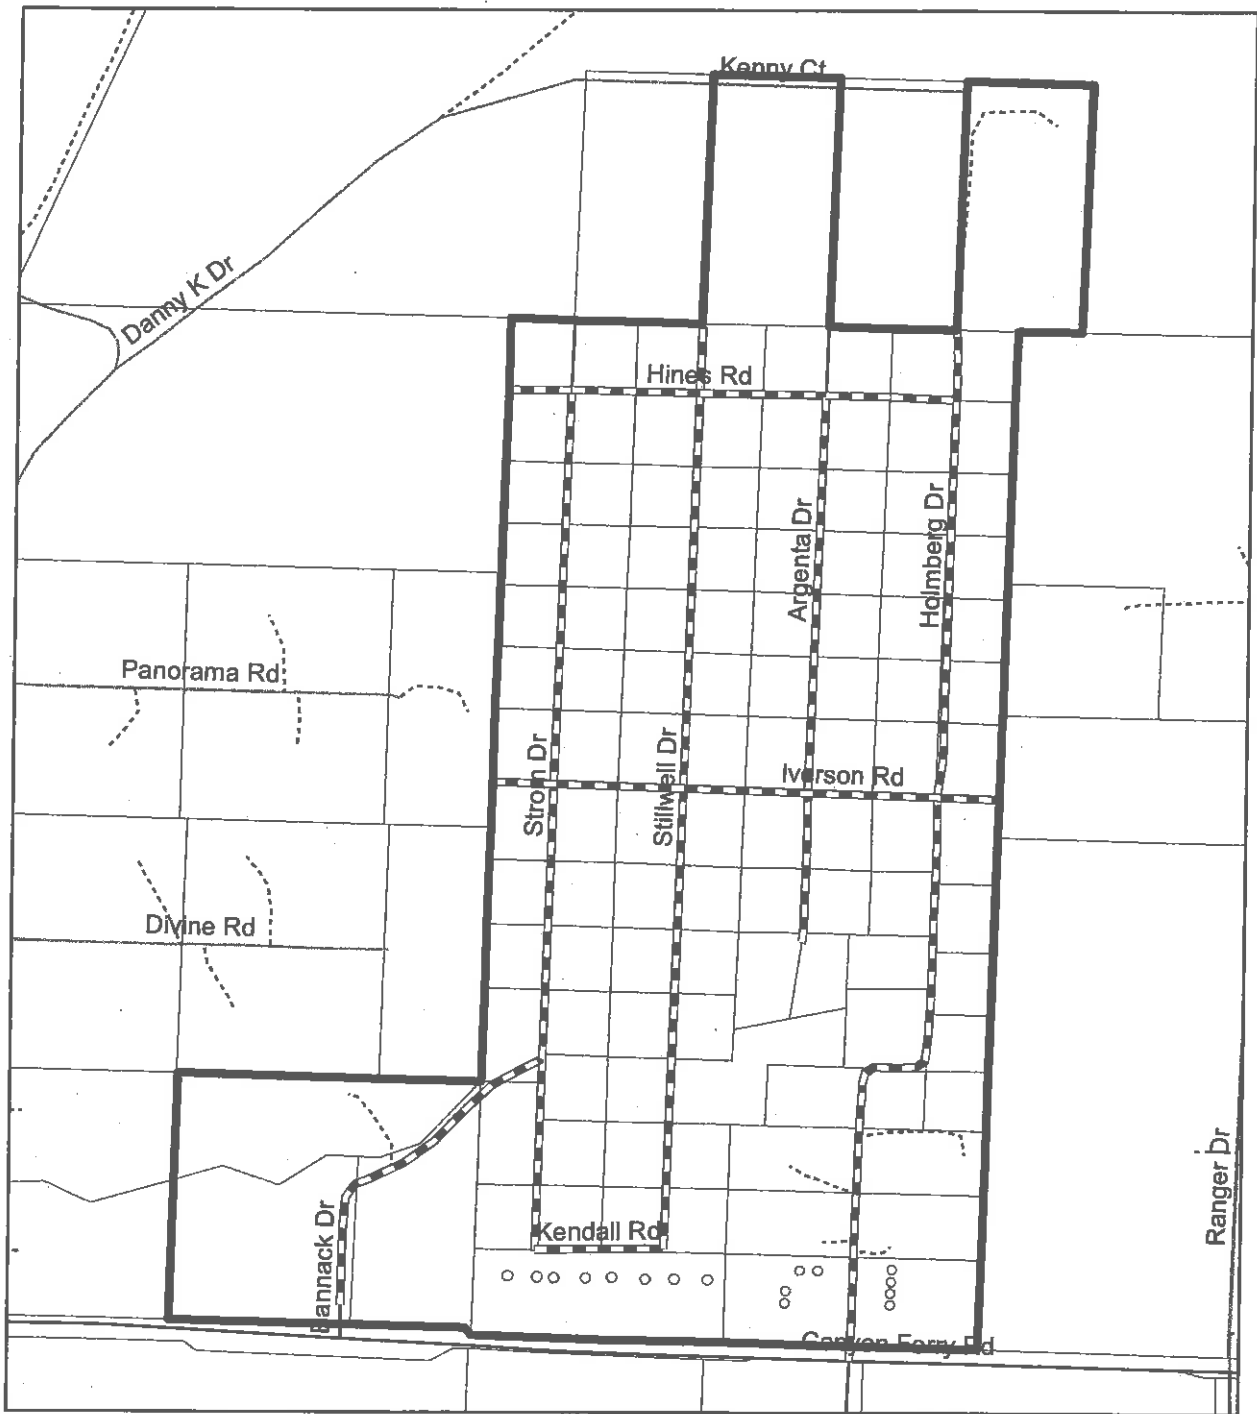 Kenny Ct
Danny K Dr
Hines Rd
Argenta Dr
Holmberg Dr
Panorama Rd
Strom Dr
Stillwell Dr
Iverson Rd
Divine Rd
Ranger Dr
Bannack Dr
Kendall Rd
Canyon Ferry Rd